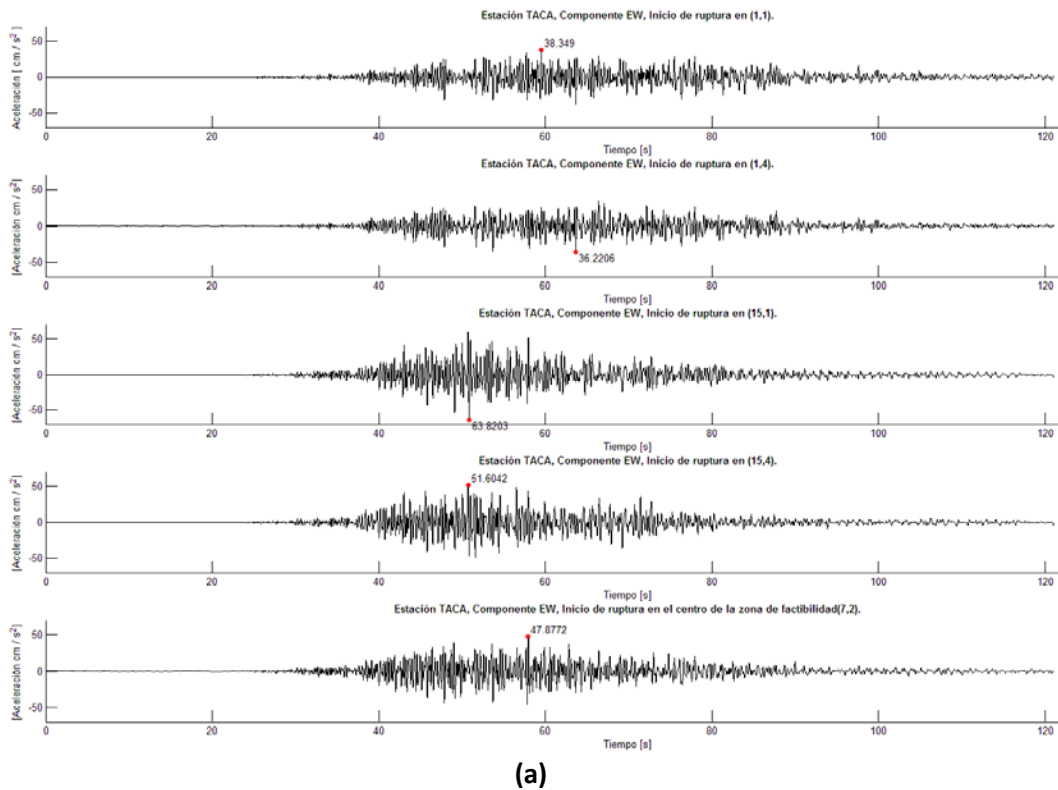 Estación TACA, Componente EW, Inicio de ruptura en (1,1).
Aceleración [ cm / s² ]
50
0
-50
38.349
0 20 40 60 80 100 120
Tiempo [s]
Estación TACA, Componente EW, Inicio de ruptura en (1,4).
[Aceleración cm / s²]
50
0
-50
36.2206
0 20 40 60 80 100 120
Tiempo [s]
Estación TACA, Componente EW, Inicio de ruptura en (15,1).
[Aceleración cm / s²]
50
0
-50
63.8203
0 20 40 60 80 100 120
Tiempo [s]
Estación TACA, Componente EW, Inicio de ruptura en (15,4).
[Aceleración cm / s²]
50
0
-50
51.6042
0 20 40 60 80 100 120
Tiempo [s]
Estación TACA, Componente EW, Inicio de ruptura en el centro de la zona de factibilidad(7,2).
[Aceleración cm / s²]
50
0
-50
47.8772
0 20 40 60 80 100 120
Tiempo [s]
(a)